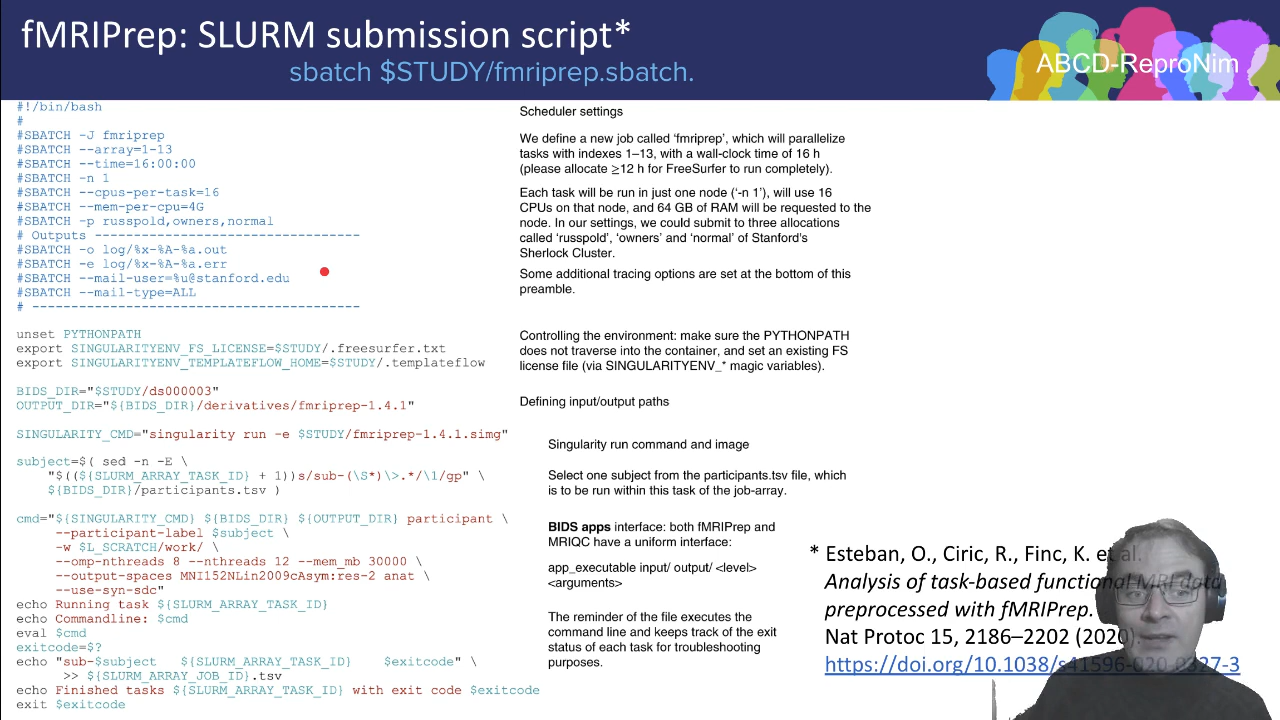 fMRIPrep: SLURM submission script*
sbatch $STUDY/fmriprep.sbatch.
ABCD-ReproNim
#!/bin/bash
#
#SBATCH -J fmriprep
#SBATCH --array=1-13
#SBATCH --time=16:00:00
#SBATCH -n 1
#SBATCH --cpus-per-task=16
#SBATCH --mem-per-cpu=4G
#SBATCH -p russpold,owners,normal
# Outputs ----------------------------------
#SBATCH -o log/%x-%A-%a.out
#SBATCH -e log/%x-%A-%a.err
#SBATCH --mail-user=%u@stanford.edu
#SBATCH --mail-type=ALL
# ------------------------------------------
unset PYTHONPATH
export SINGULARITYENV_FS_LICENSE=$STUDY/.freesurfer.txt
export SINGULARITYENV_TEMPLATEFLOW_HOME=$STUDY/.templateflow
BIDS_DIR="$STUDY/ds000003"
OUTPUT_DIR="${BIDS_DIR}/derivatives/fmriprep-1.4.1"
SINGULARITY_CMD="singularity run -e $STUDY/fmriprep-1.4.1.simg"
subject=$( sed -n -E \
"$((${SLURM_ARRAY_TASK_ID} + 1))s/sub-(\S*)\>.*/\1/gp" \
${BIDS_DIR}/participants.tsv )
cmd="${SINGULARITY_CMD} ${BIDS_DIR} ${OUTPUT_DIR} participant \
--participant-label $subject \
-w $L_SCRATCH/work/ \
--omp-nthreads 8 --nthreads 12 --mem_mb 30000 \
--output-spaces MNI152NLin2009cAsym:res-2 anat \
--use-syn-sdc"
echo Running task ${SLURM_ARRAY_TASK_ID}
echo Commandline: $cmd
eval $cmd
exitcode=$?
echo "sub-$subject ${SLURM_ARRAY_TASK_ID} $exitcode" \
>> ${SLURM_ARRAY_JOB_ID}.tsv
echo Finished tasks ${SLURM_ARRAY_TASK_ID} with exit code $exitcode
exit $exitcode
Scheduler settings
We define a new job called ‘fmriprep’, which will parallelize
tasks with indexes 1–13, with a wall-clock time of 16 h
(please allocate ≥12 h for FreeSurfer to run completely).
Each task will be run in just one node (‘-n 1’), will use 16
CPUs on that node, and 64 GB of RAM will be requested to the
node. In our settings, we could submit to three allocations
called ‘russpold’, ‘owners’ and ‘normal’ of Stanford's
Sherlock Cluster.
Some additional tracing options are set at the bottom of this
preamble.
Controlling the environment: make sure the PYTHONPATH
does not traverse into the container, and set an existing FS
license file (via SINGULARITYENV_* magic variables).
Defining input/output paths
Singularity run command and image
Select one subject from the participants.tsv file, which
is to be run within this task of the job-array.
BIDS apps interface: both fMRIPrep and
MRIQC have a uniform interface:
app_executable input/ output/ <level>
<arguments>
The reminder of the file executes the
command line and keeps track of the exit
status of each task for troubleshooting
purposes.
* Esteban, O., Ciric, R., Finc, K. et al.
Analysis of task-based functional MRI data
preprocessed with fMRIPrep.
Nat Protoc 15, 2186–2202 (2020).
https://doi.org/10.1038/s41596-020-0327-3